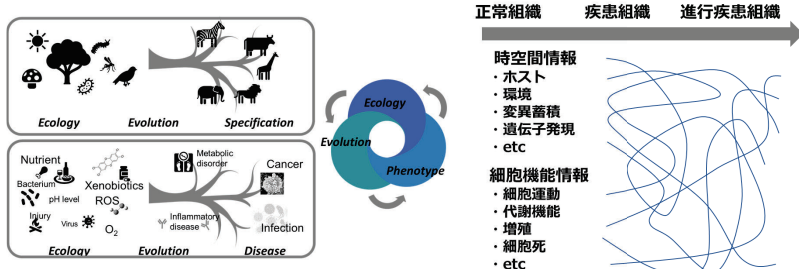 Ecology Evolution Specification
Nutrient
Bacterium
pH level
Xenobiotics
ROS
Injury
Virus
O2
Metabolic
disorder
Inflammatory
disease
Cancer
Infection
Ecology Evolution Disease
Ecology
Evolution
Phenotype
正常組織 疾患組織 進行疾患組織
時空間情報
・ホスト
・環境
・変異蓄積
・遺伝子発現
・etc
細胞機能情報
・細胞運動
・代謝機能
・増殖
・細胞死
・etc